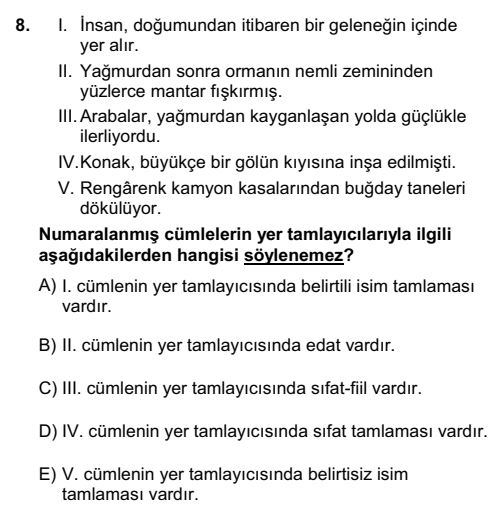 8. I. İnsan, doğumundan itibaren bir geleneğin içinde
yer alır.
II. Yağmurdan sonra ormanın nemli zemininden
yüzlerce mantar fışkırmış.
III. Arabalar, yağmurdan kayganlaşan yolda güçlükle
ilerliyordu.
IV. Konak, büyükçe bir gölün kıyısına inşa edilmişti.
V. Rengârenk kamyon kasalarından buğday taneleri
dökülüyor.
Numaralanmış cümlelerin yer tamlayıcılarıyla ilgili
aşağıdakilerden hangisi söylenemez?
A) I. cümlenin yer tamlayıcısında belirtili isim tamlaması
vardır.
B) II. cümlenin yer tamlayıcısında edat vardır.
C) III. cümlenin yer tamlayıcısında sıfat-fiil vardır.
D) IV. cümlenin yer tamlayıcısında sıfat tamlaması vardır.
E) V. cümlenin yer tamlayıcısında belirtisiz isim
tamlaması vardır.